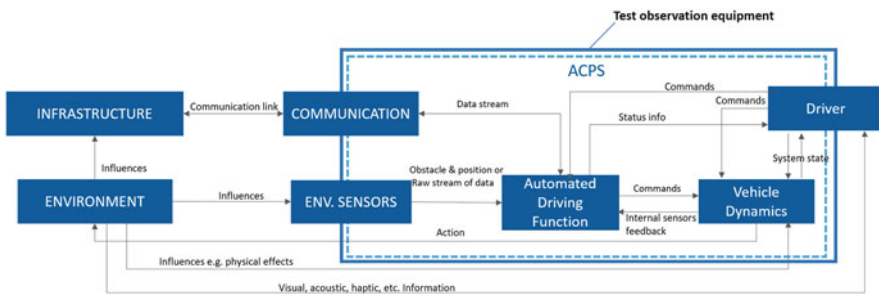 Test observation equipment
ACPS
Commands
Commands
Driver
INFRASTRUCTURE
Communication link
COMMUNICATION
Data stream
Status info
System state
Influences
Obstacle & position or
Raw stream of data
ENVIRONMENT
Influences
ENV. SENSORS
Automated
Driving
Function
Commands
Vehicle
Dynamics
Internal sensors
feedback
Action
Influences e.g. physical effects
Visual, acoustic, haptic, etc. Information